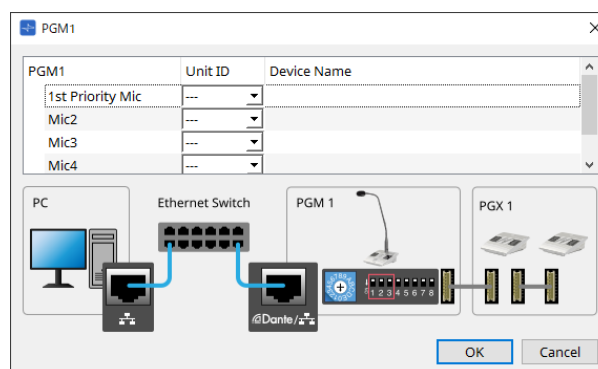 PGM1
PGM1 Unit ID Device Name
1st Priority Mic ---
Mic2 ---
Mic3 ---
Mic4 ---
PC Ethernet Switch PGM 1 PGX 1
1 2 3 4 5 6 7 8
Dante/
OK Cancel